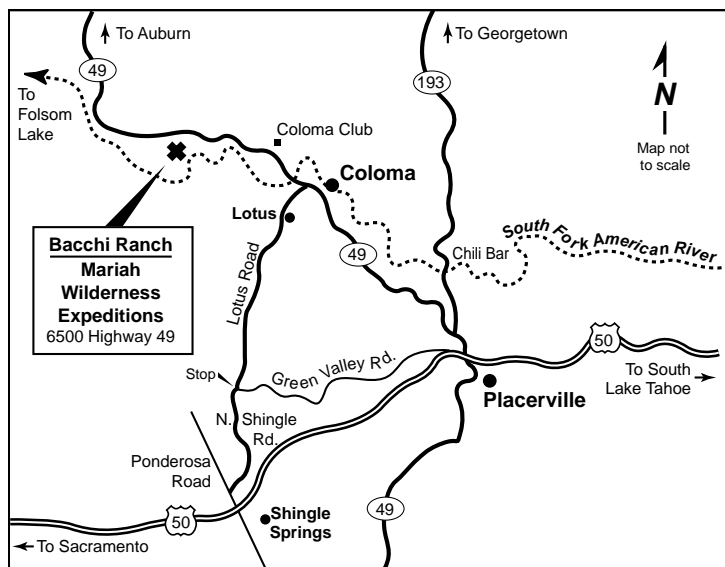 To Auburn
To Georgetown
49
193
To
Folsom
Lake
Coloma Club
N
Map not
to scale
Coloma
Lotus
South Fork American River
Chili Bar
Bacchi Ranch
Mariah
Wilderness
Expeditions
6500 Highway 49
Lotus Road
49
50
To South
Lake Tahoe
Green Valley Rd.
Stop
Placerville
N. Shingle
Rd.
Ponderosa
Road
50
Shingle
Springs
49
To Sacramento